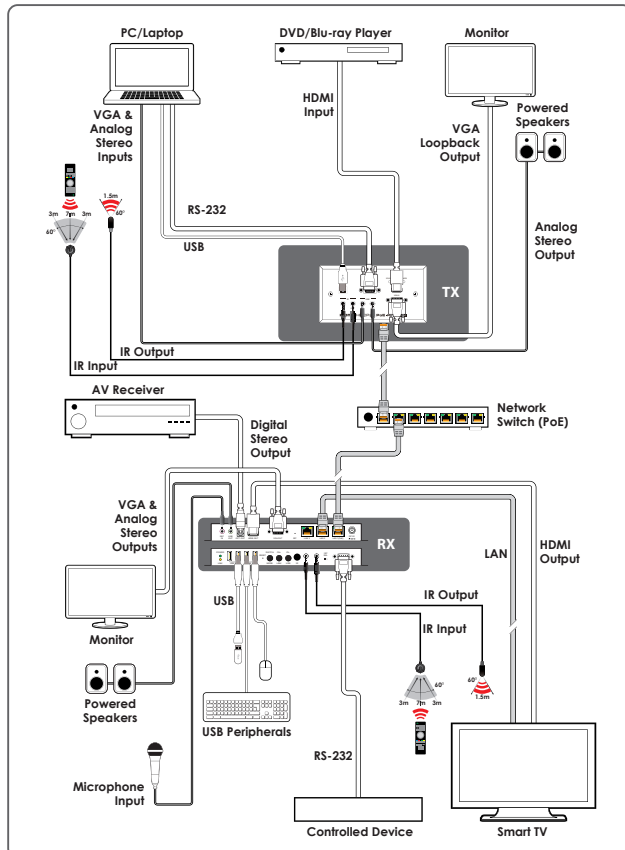 PC/Laptop
DVD/Blu-ray Player
Monitor
VGA &
Analog
Stereo
Inputs
HDMI
Input
VGA
Loopback
Output
Powered
Speakers
1.5m
60°
3m 7m 3m
60°
RS-232
USB
Analog
Stereo
Output
TX
IR Output
IR Input
AV Receiver
Digital
Stereo
Output
Network
Switch (PoE)
VGA &
Analog
Stereo
Outputs
RX
LAN
HDMI
Output
USB
IR Output
IR Input
Monitor
60°
3m 7m 3m
60°
1.5m
Powered
Speakers
USB Peripherals
RS-232
Microphone
Input
Controlled Device
Smart TV